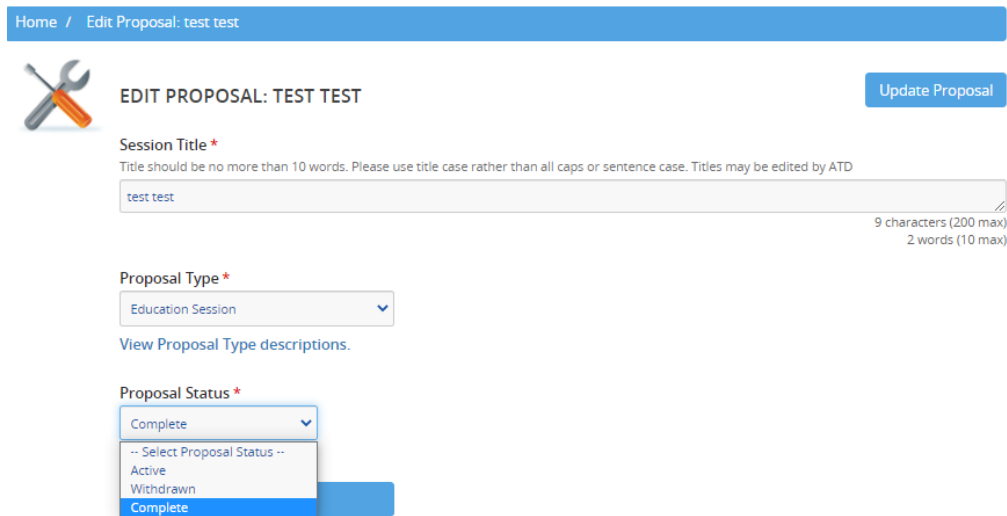 Home / Edit Proposal: test test
EDIT PROPOSAL: TEST TEST
Update Proposal
Session Title *
Title should be no more than 10 words. Please use title case rather than all caps or sentence case. Titles may be edited by ATD
test test
9 characters (200 max)
2 words (10 max)
Proposal Type *
Education Session
View Proposal Type descriptions.
Proposal Status *
Complete
-- Select Proposal Status --
Active
Withdrawn
Complete